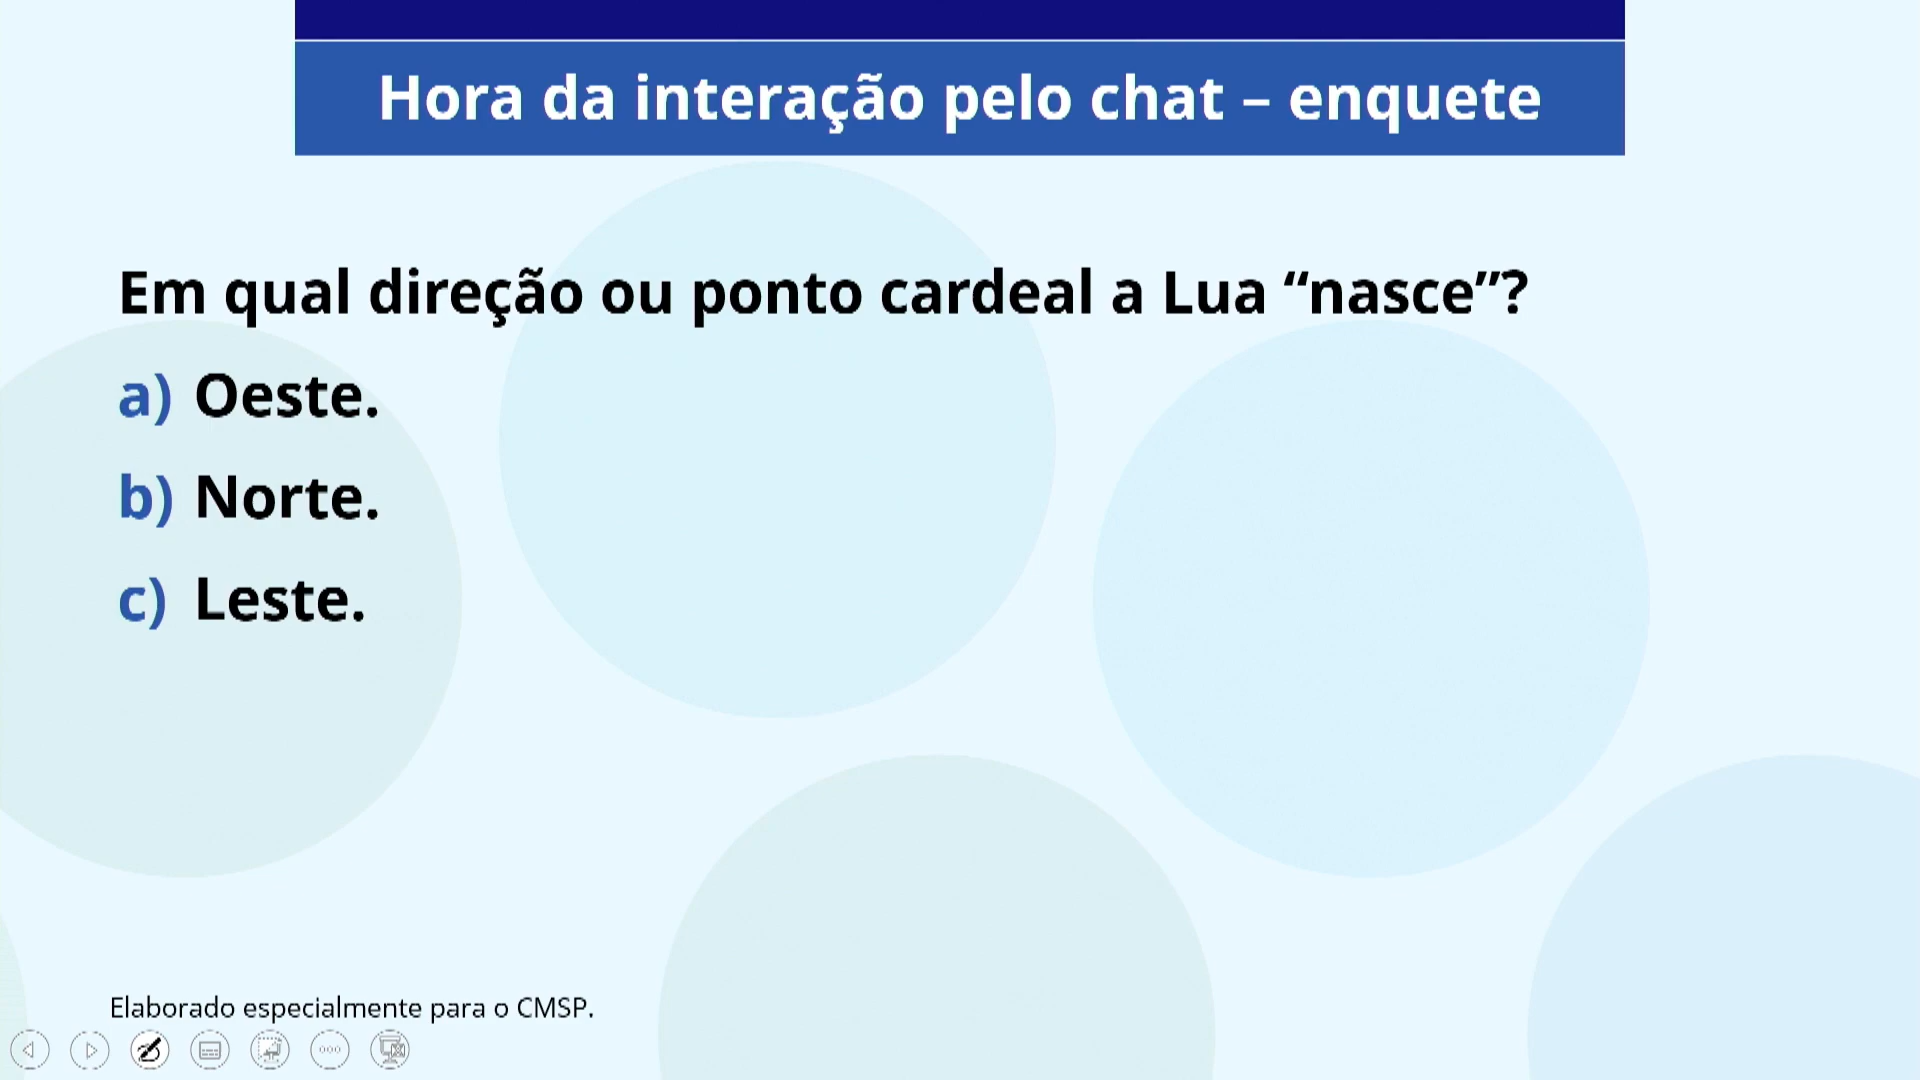 Hora da interação pelo chat – enquete
Em qual direção ou ponto cardeal a Lua “nasce”?
a) Oeste.
b) Norte.
c) Leste.
Elaborado especialmente para o CMSP.